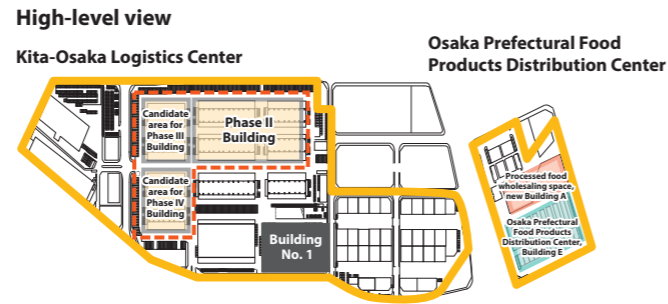 High-level view
Kita-Osaka Logistics Center
Osaka Prefectural Food
Products Distribution Center
Candidate
area for
Phase III
Building
Phase II
Building
Candidate
area for
Phase IV
Building
Building
No. 1
Processed food
wholesaling space,
new Building A
Osaka Prefectural
Food Products
Distribution Center,
Building E